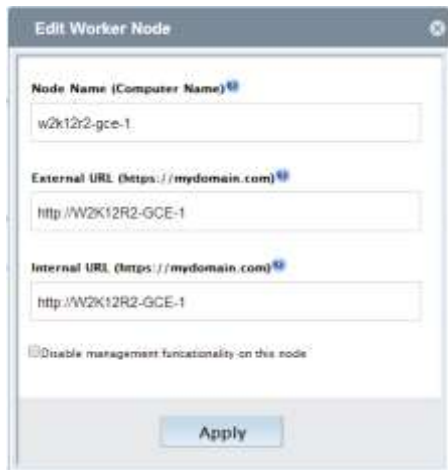 Edit Worker Node
Node Name (Computer Name)
w2k12r2-gce-1
External URL (https://mydomain.com)
http://W2K12R2-GCE-1
Internal URL (https://mydomain.com)
http://W2K12R2-GCE-1
Disable management funcationality on this node
Apply